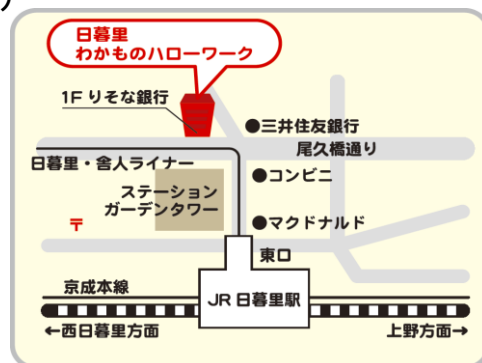 日暮里
わかものハローワーク
1F りそな銀行
●三井住友銀行
尾久橋通り
日暮里・舎人ライナー
●コンビニ
ステーション
ガーデンタワー
〒
●マクドナルド
東口
京成本線
JR 日暮里駅
←西日暮里方面
上野方面→